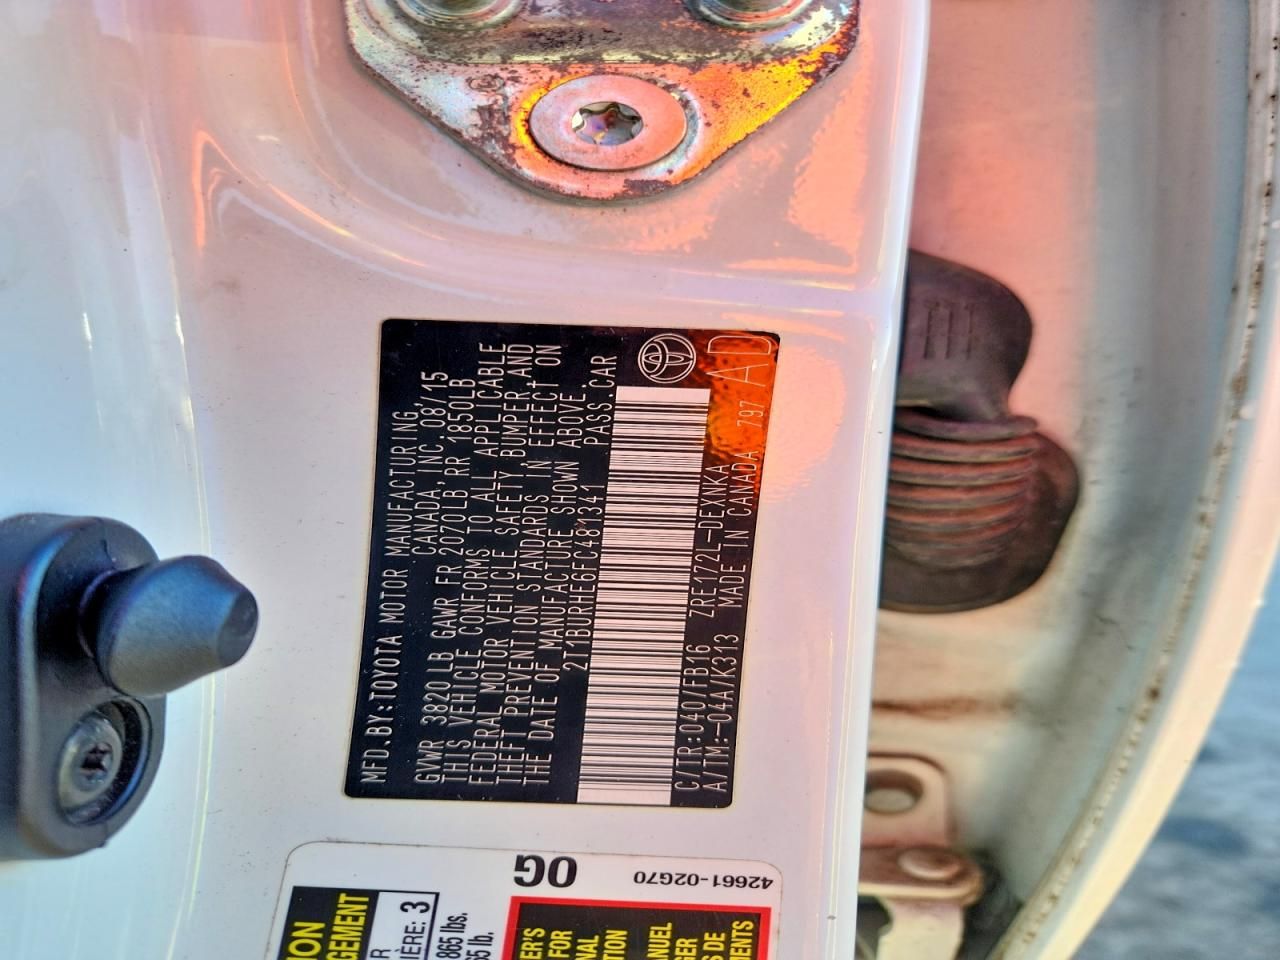 MFD.BY:TOYOTA MOTOR MANUFACTURING,
CANADA,INC. 08/15
GVWR 3820 LB GAWR FR 2070LB RR 1850LB
THIS VEHICLE CONFORMS TO ALL APPLICABLE
FEDERAL MOTOR VEHICLE SAFETY,BUMPER,AND
THEFT PREVENTION STANDARDS IN EFFECT ON
THE DATE OF MANUFACTURE SHOWN ABOVE.
2T1BURHE6FC481341 PASS.CAR
C/TR:040/FB16 ZRE172L-DEXNKA
A/TM:-04A/K313 MADE IN CANADA 797 AD
0G
42661-02G70
3
865 lbs.
FOR